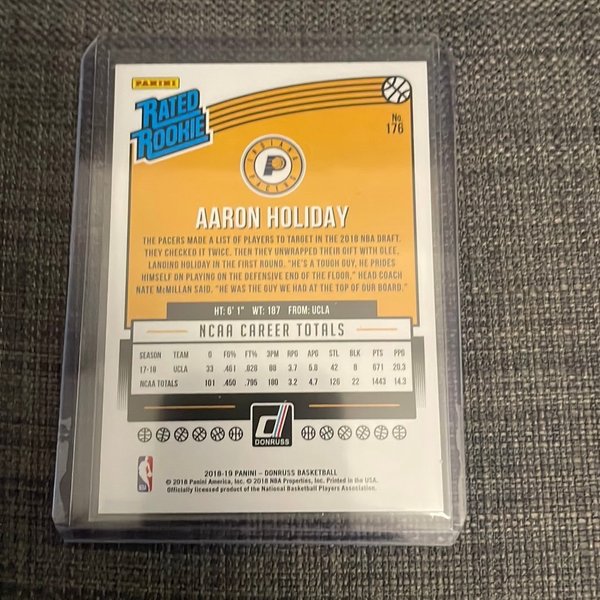 PANINI
RATED
ROOKIE
No.
176
INDIANA
PACERS
AARON HOLIDAY
THE PACERS MADE A LIST OF PLAYERS TO TARGET IN THE 2018 NBA DRAFT.
THEY CHECKED IT TWICE. THEN THEY UNWRAPPED THEIR GIFT WITH GLEE,
LANDING HOLIDAY IN THE FIRST ROUND. "HE'S A TOUGH GUY, HE PRIDES
HIMSELF ON PLAYING ON THE DEFENSIVE END OF THE FLOOR," HEAD COACH
NATE McMILLAN SAID. "HE WAS THE GUY WE HAD AT THE TOP OF OUR BOARD."
HT: 6' 1" WT: 187 FROM: UCLA
NCAA CAREER TOTALS
SEASON TEAM G FG% FT% 3PM RPG APG STL BLK PTS PPG
17-18 UCLA 33 .461 .828 88 3.7 5.8 42 8 671 20.3
NCAA TOTALS 101 .450 .795 180 3.2 4.7 126 22 1443 14.3
d
DONRUSS
2018-19 PANINI – DONRUSS BASKETBALL
© 2018 Panini America, Inc. © 2018 NBA Properties, Inc. Printed in the USA.
Officially licensed product of the National Basketball Players Association.